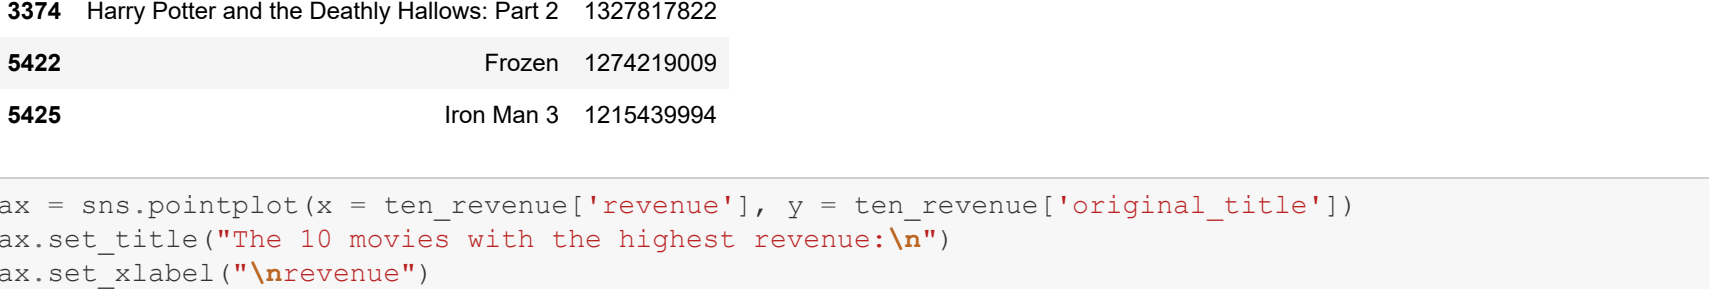 3374 Harry Potter and the Deathly Hallows: Part 2 1327817822
5422 Frozen 1274219009
5425 Iron Man 3 1215439994
ax = sns.pointplot(x = ten_revenue['revenue'], y = ten_revenue['original_title'])
ax.set_title("The 10 movies with the highest revenue:\n")
ax.set_xlabel("\nrevenue")